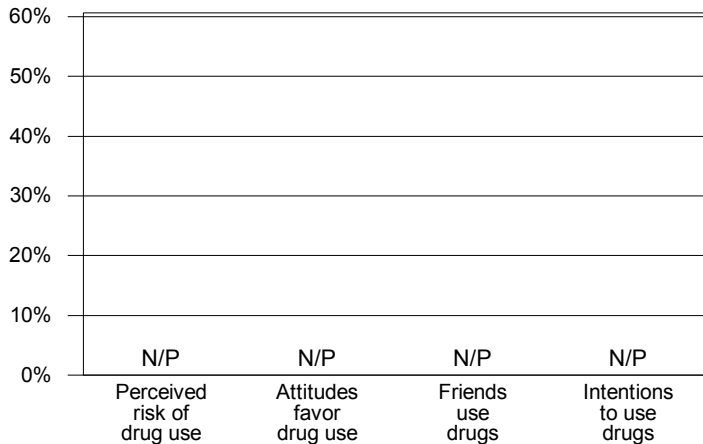 60%
50%
40%
30%
20%
10%
0%
N/P N/P N/P N/P
Perceived
risk of
drug use
Attitudes
favor
drug use
Friends
use
drugs
Intentions
to use
drugs